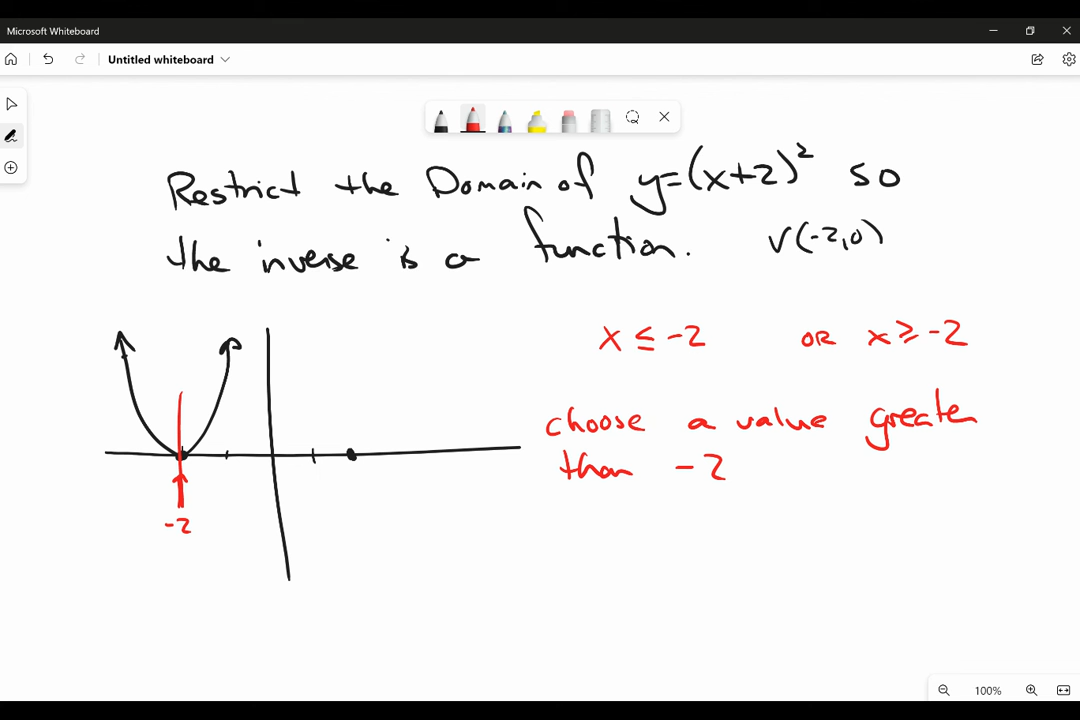 Microsoft Whiteboard
Untitled whiteboard
Restrict the Domain of y=(x+2)² so
the inverse is a function. V(-2,0)
x ≤ -2 OR x ≥ -2
choose a value greater
than -2
-2
100%